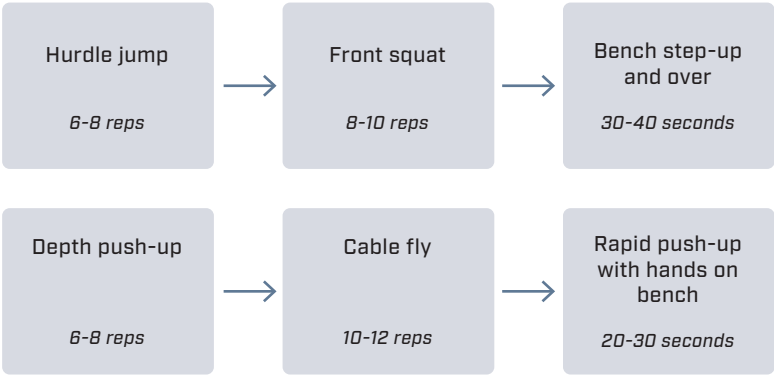 Hurdle jump
6-8 reps
Front squat
8-10 reps
Bench step-up
and over
30-40 seconds
Depth push-up
6-8 reps
Cable fly
10-12 reps
Rapid push-up
with hands on
bench
20-30 seconds